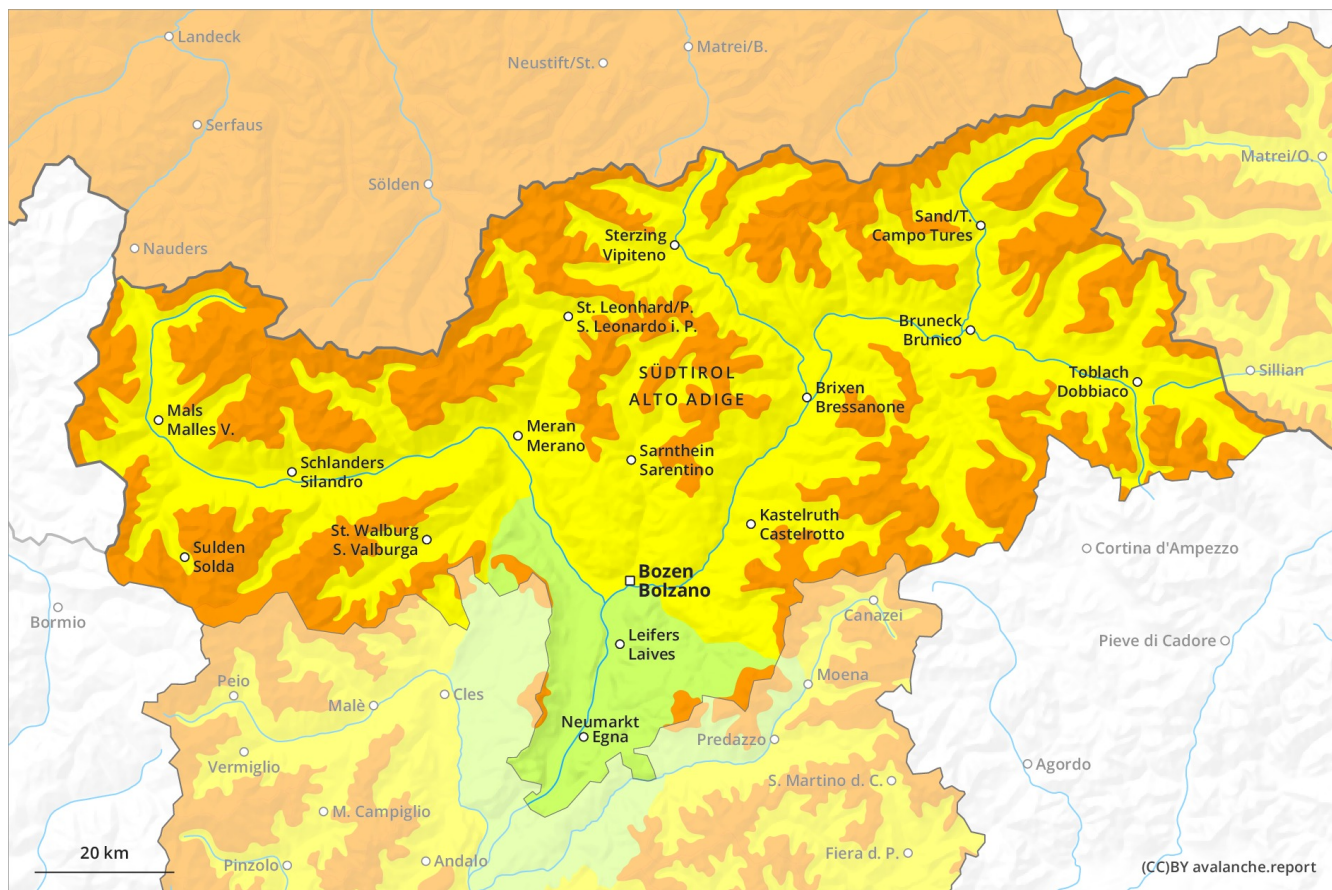 Landeck
Matrei/B.
Neustift/St.
Serfaus
Matrei/O.
Sölden
Sand/T.
Campo Tures
Sterzing
Vipiteno
Nauders
St. Leonhard/P.
S. Leonardo i. P.
Bruneck
Brunico
SÜDTIROL
ALTO ADIGE
Toblach
Dobbiaco
Sillian
Brixen
Bressanone
Mals
Malles V.
Meran
Merano
Sarnthein
Sarentino
Schlanders
Silandro
Kastelruth
Castelrotto
St. Walburg
S. Valburga
Sulden
Solda
Cortina d'Ampezzo
Bozen
Bolzano
Bormio
Canazei
Leifers
Laives
Pieve di Cadore
Peio
Moena
Cles
Malè
Neumarkt
Egna
Predazzo
Vermiglio
Agordo
S. Martino d. C.
M. Campiglio
20 km
Pinzolo
Andalo
Fiera d. P.
(CC)BY avalanche.report